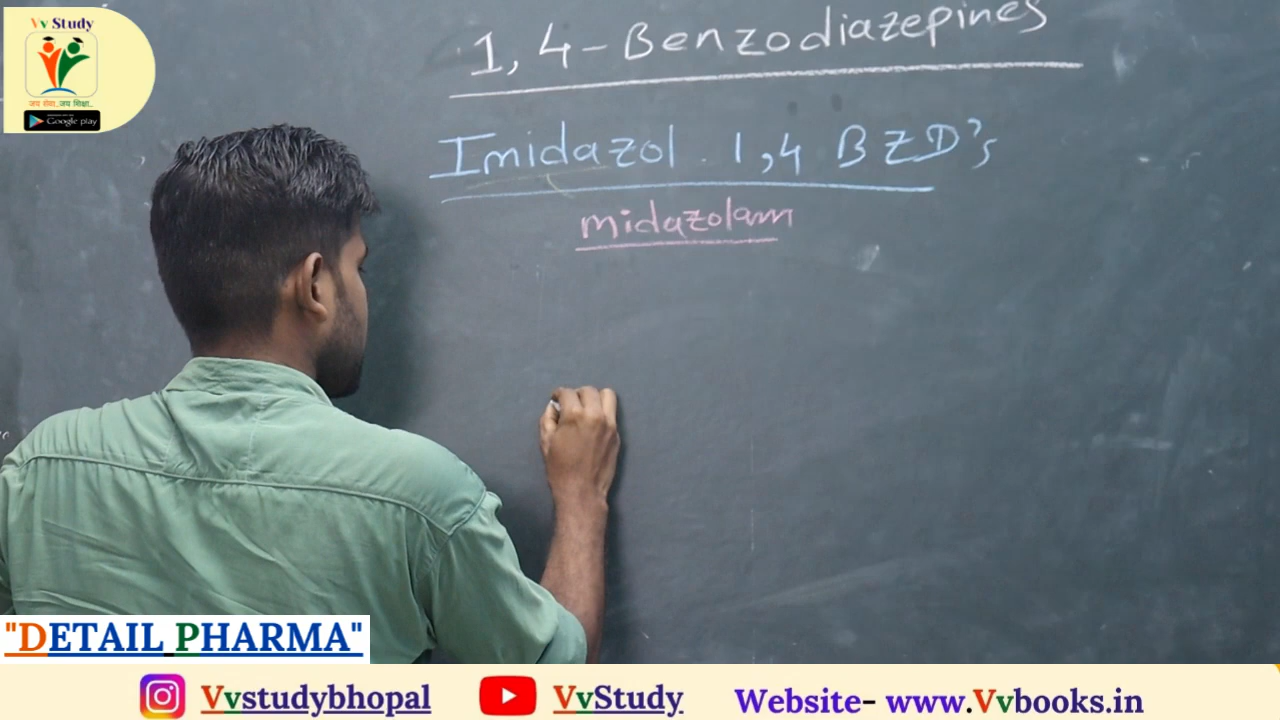 Vv Study
जय सेवा..जय शिक्षा..
Google play
1, 4 - Benzodiazepines
Imidazol 1,4 BZD's
midazolam
"DETAIL PHARMA"
Vvstudybhopal
VvStudy
Website- www.Vvbooks.in